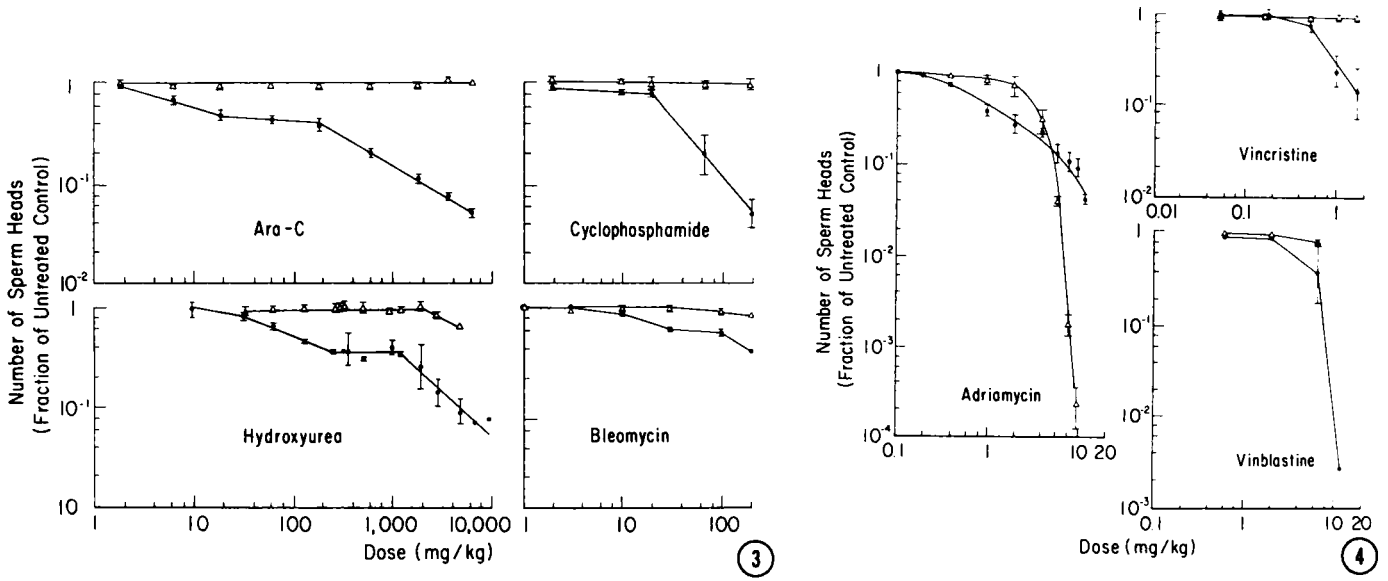 Number of Sperm Heads
(Fraction of Untreated Control)
1
10-1
10-2
Ara-C
Cyclophosphamide
1
10-1
10
Hydroxyurea
Bleomycin
1
10
100
1,000
10,000
1
10
100
Dose (mg/kg)
3
Number of Sperm Heads
(Fraction of Untreated Control)
1
10-1
10-2
10-3
10-4
Adriamycin
0.1
1
10 20
1
10-1
10-2
Vincristine
0.01
0.1
1
1
10-1
10-2
10-3
Vinblastine
0.1
1
10 20
Dose (mg/kg)
4